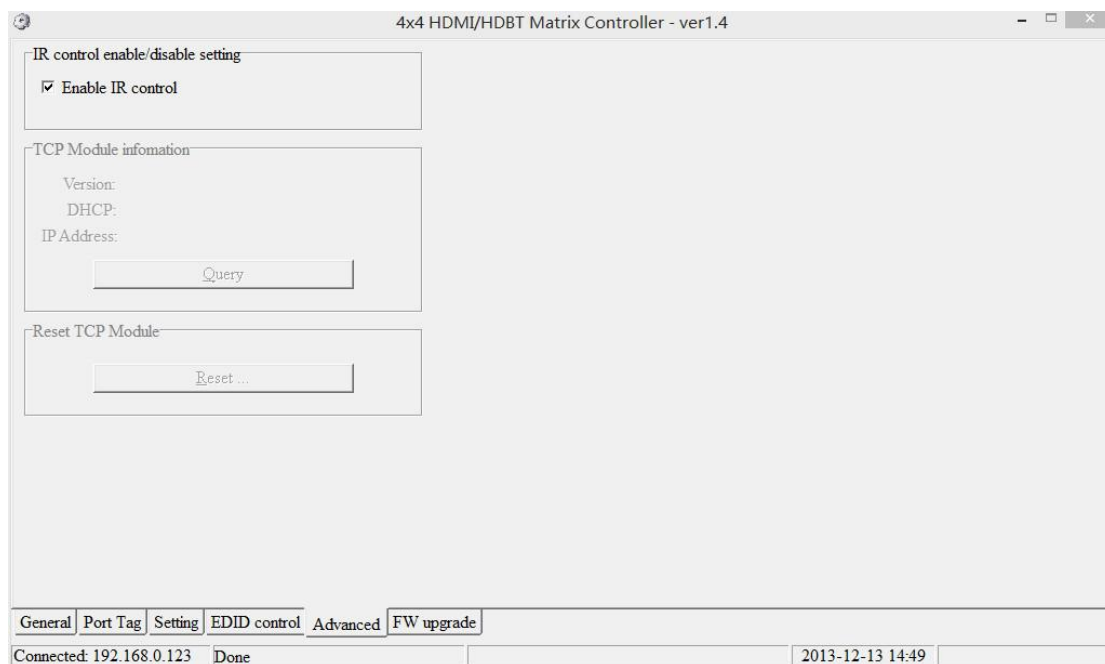 4x4 HDMI/HDBT Matrix Controller - ver1.4
IR control enable/disable setting
Enable IR control
TCP Module infomation
Version:
DHCP:
IP Address:
Query
Reset TCP Module
Reset ...
General Port Tag Setting EDID control Advanced FW upgrade
Connected: 192.168.0.123 Done 2013-12-13 14:49